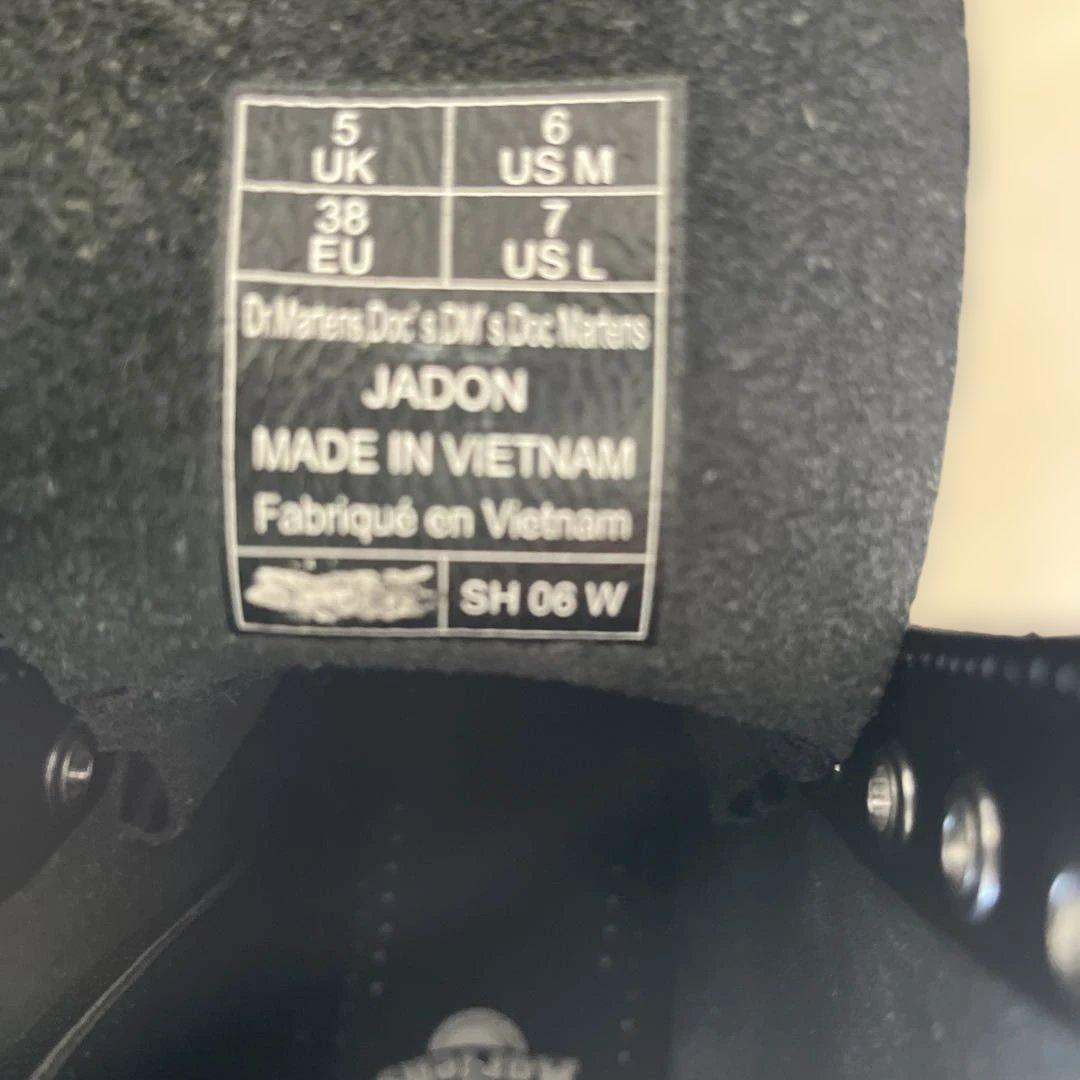 5
UK
6
US M
38
EU
7
US L
Dr.Martens,Doc's,DM's,Doc Martens
JADON
MADE IN VIETNAM
Fabriqué en Vietnam
SH 06 W